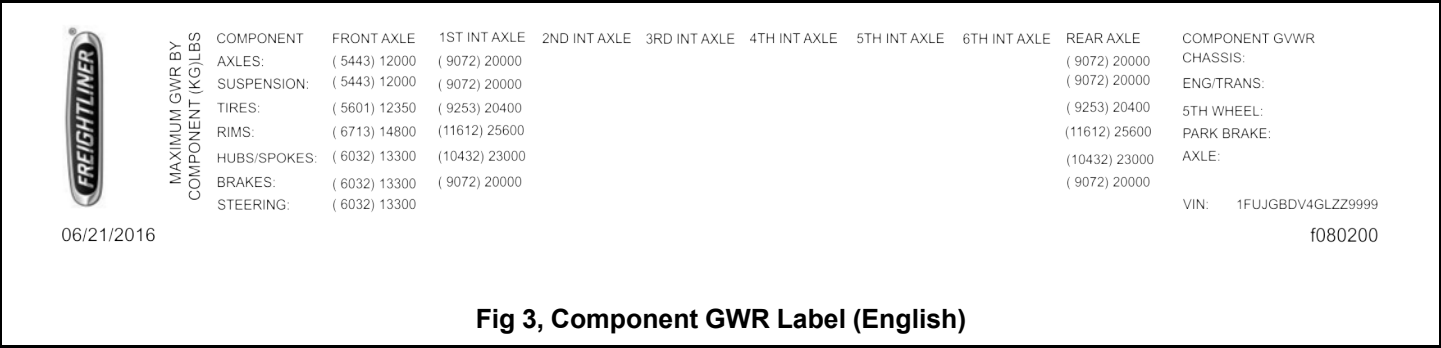 FREIGHTLINER®
MAXIMUM GWR BY
COMPONENT (KG)LBS
COMPONENT FRONT AXLE 1ST INT AXLE 2ND INT AXLE 3RD INT AXLE 4TH INT AXLE 5TH INT AXLE 6TH INT AXLE REAR AXLE COMPONENT GVWR
AXLES: ( 5443) 12000 ( 9072) 20000 ( 9072) 20000 CHASSIS:
SUSPENSION: ( 5443) 12000 ( 9072) 20000 ( 9072) 20000 ENG/TRANS:
TIRES: ( 5601) 12350 ( 9253) 20400 ( 9253) 20400 5TH WHEEL:
RIMS: ( 6713) 14800 (11612) 25600 (11612) 25600 PARK BRAKE:
HUBS/SPOKES: ( 6032) 13300 (10432) 23000 (10432) 23000 AXLE:
BRAKES: ( 6032) 13300 ( 9072) 20000 ( 9072) 20000
STEERING: ( 6032) 13300 VIN: 1FUJGBDV4GLZZ9999
06/21/2016 f080200
Fig 3, Component GWR Label (English)